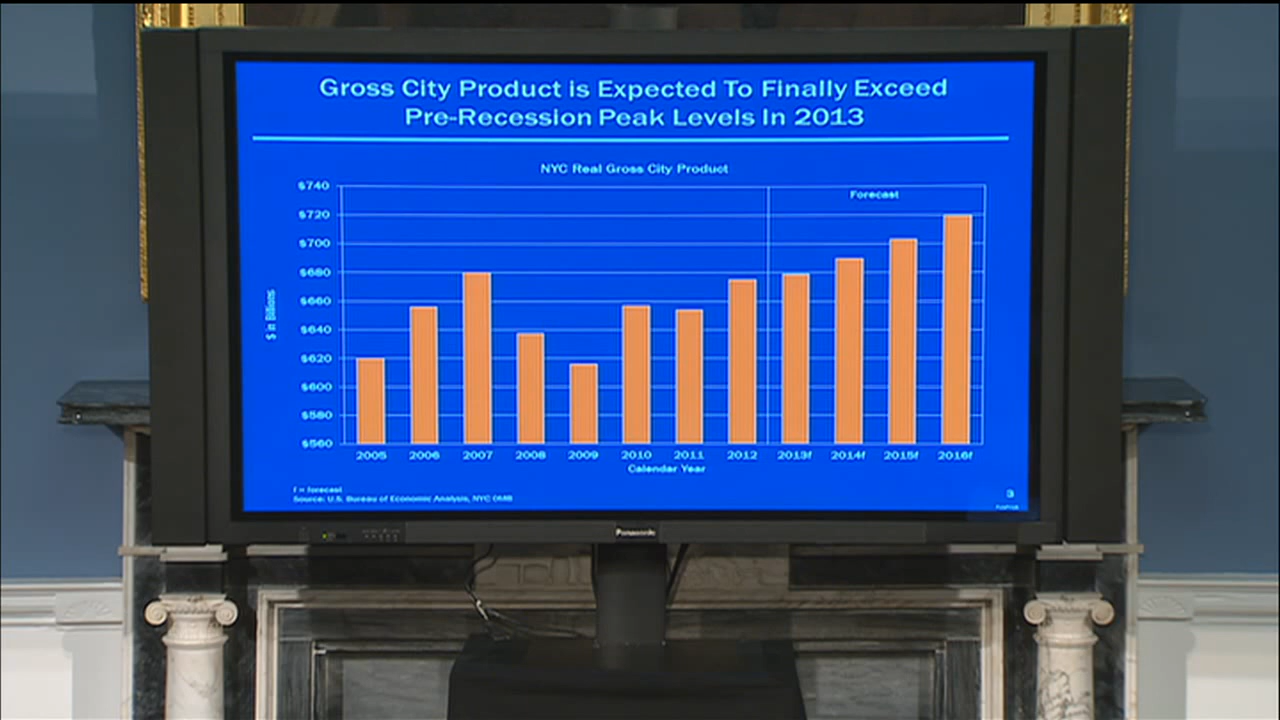 Gross City Product is Expected To Finally Exceed
Pre-Recession Peak Levels In 2013
NYC Real Gross City Product
$740
$720
$700
$680
$660
$640
$620
$600
$580
$560
$ in Billions
Forecast
2005 2006 2007 2008 2009 2010 2011 2012 2013f 2014f 2015f 2016f
Calendar Year
f = forecast
Source: U.S. Bureau of Economic Analysis, NYC OMB
3
Panasonic